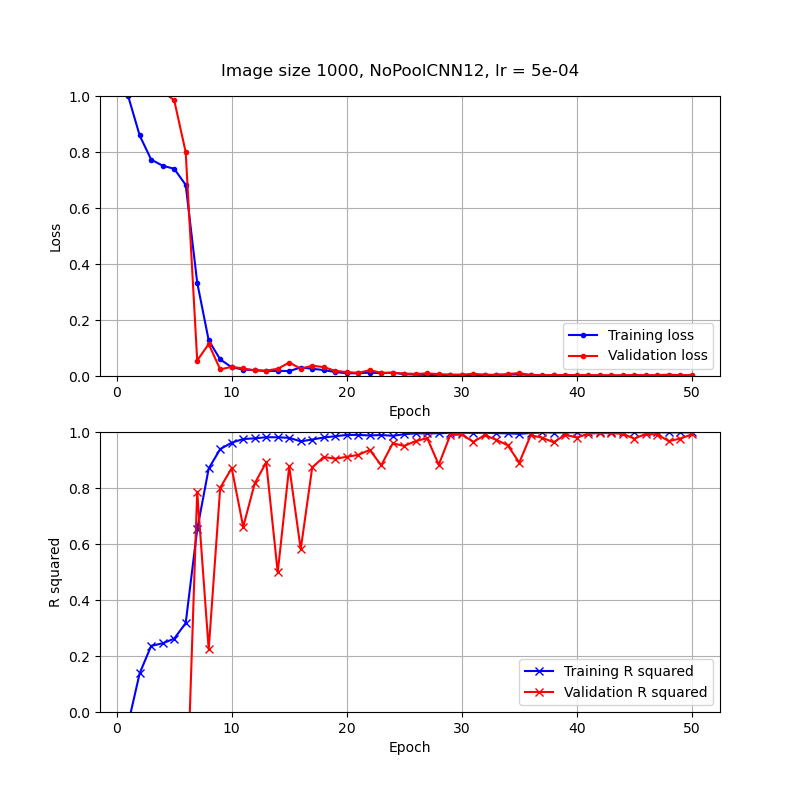 Image size 1000, NoPoolCNN12, lr = 5e-04
1.0
0.8
0.6
0.4
0.2
0.0
Loss
Training loss
Validation loss
0 10 20 30 40 50
Epoch
1.0
0.8
0.6
0.4
0.2
0.0
R squared
Training R squared
Validation R squared
0 10 20 30 40 50
Epoch